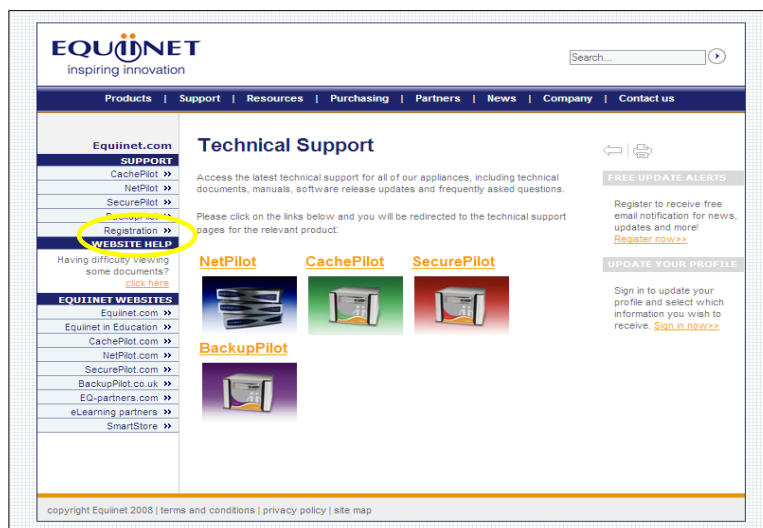 EQUiiNET
inspiring innovation
Search...
Products | Support | Resources | Purchasing | Partners | News | Company | Contact us
Equiinet.com
SUPPORT
CachePilot »
NetPilot »
SecurePilot »
BackupPilot »
Registration »
WEBSITE HELP
Having difficulty viewing
some documents?
click here
EQUIINET WEBSITES
Equiinet.com »
Equiinet in Education »
CachePilot.com »
NetPilot.com »
SecurePilot.com »
BackupPilot.co.uk »
EQ-partners.com »
eLearning partners »
SmartStore »
Technical Support
Access the latest technical support for all of our appliances, including technical
documents, manuals, software release updates and frequently asked questions.
Please click on the links below and you will be redirected to the technical support
pages for the relevant product:
NetPilot CachePilot SecurePilot
BackupPilot
FREE UPDATE ALERTS
Register to receive free
email notification for news,
updates and more!
Register now>>
UPDATE YOUR PROFILE
Sign in to update your
profile and select which
information you wish to
receive. Sign in now>>
copyright Equiinet 2008 | terms and conditions | privacy policy | site map